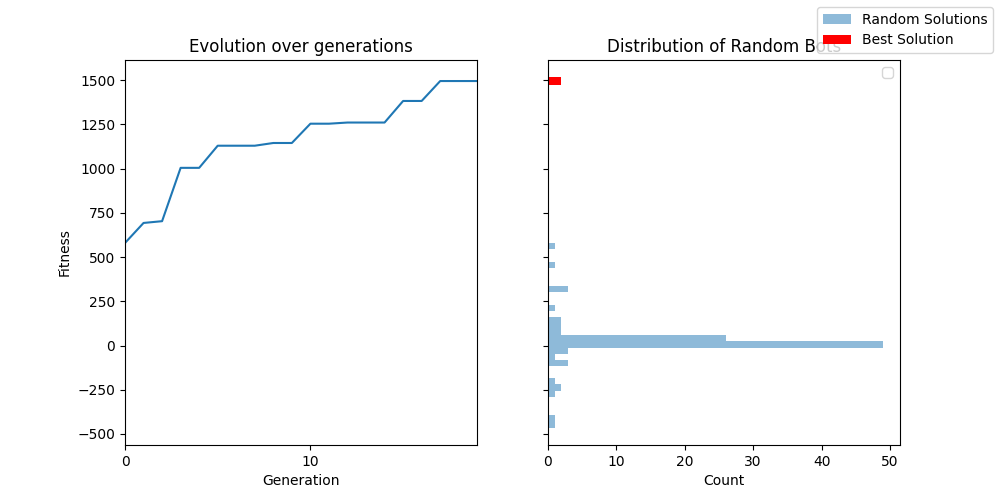 Random Solutions
Best Solution
Evolution over generations
Distribution of Random Bots
Fitness
1500
1250
1000
750
500
250
0
−250
−500
0
10
Generation
0
10
20
30
40
50
Count